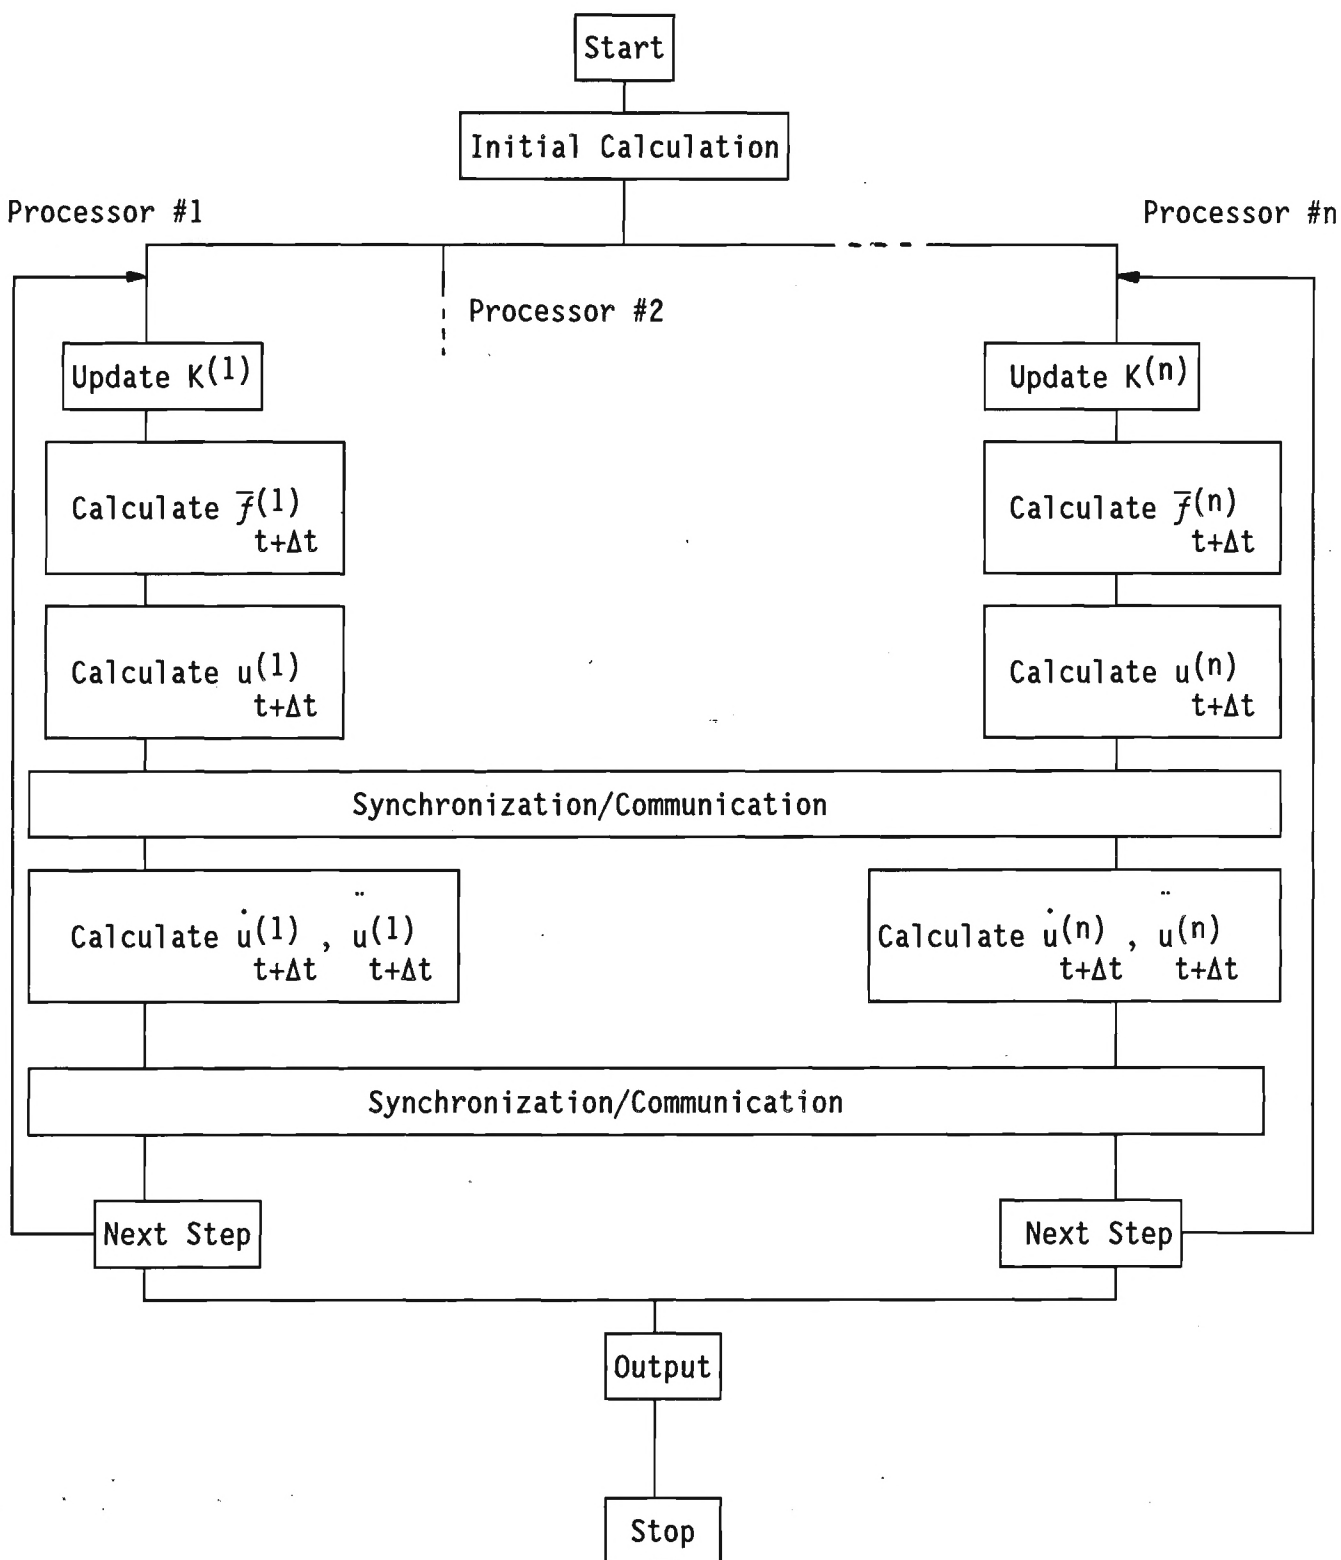 Start
Initial Calculation
Processor #1
Processor #n
Processor #2
Update K(1)
Update K(n)
Calculate f̅(1)
t+Δt
Calculate f̅(n)
t+Δt
Calculate u(1)
t+Δt
Calculate u(n)
t+Δt
Synchronization/Communication
Calculate u̇(1) , ü(1)
t+Δt t+Δt
Calculate u̇(n) , ü(n)
t+Δt t+Δt
Synchronization/Communication
Next Step
Next Step
Output
Stop